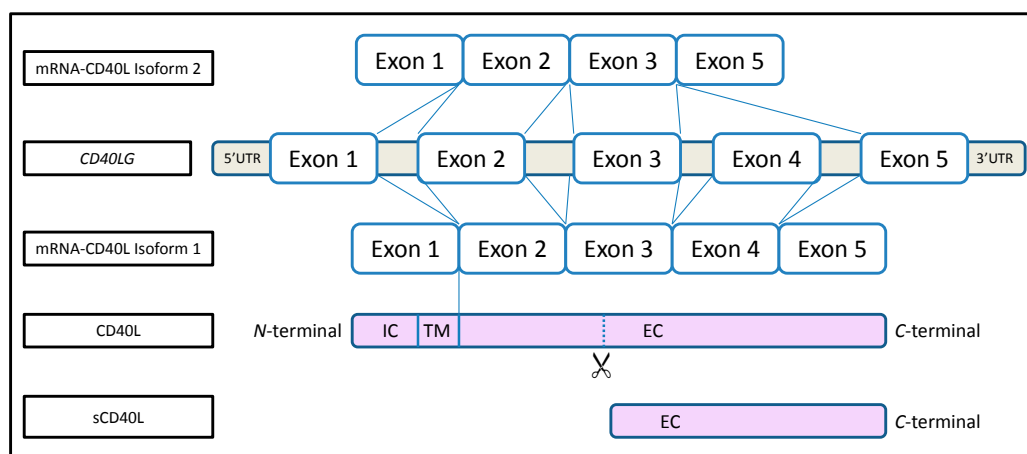 mRNA-CD40L Isoform 2
Exon 1 Exon 2 Exon 3 Exon 5
CD40LG
5'UTR Exon 1 Exon 2 Exon 3 Exon 4 Exon 5 3'UTR
mRNA-CD40L Isoform 1
Exon 1 Exon 2 Exon 3 Exon 4 Exon 5
CD40L
N-terminal IC TM EC C-terminal
sCD40L
EC C-terminal